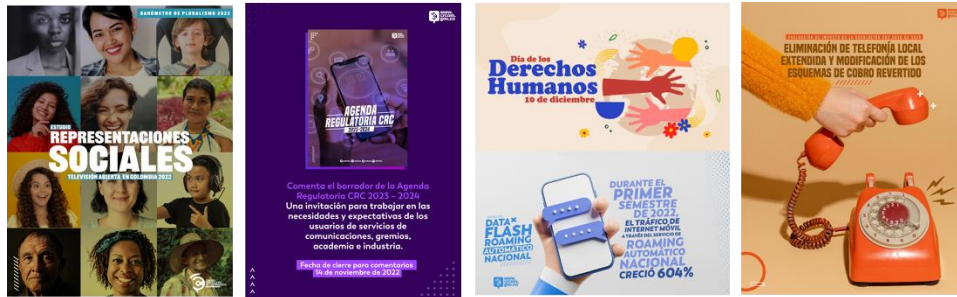 BARÓMETRO DE PLURALISMO 2022
ESTUDIO
REPRESENTACIONES
SOCIALES
TELEVISIÓN ABIERTA EN COLOMBIA 2022
AGENDA
REGULATORIA CRC
2023-2024
Comenta el borrador de la Agenda
Regulatoria CRC 2023 – 2024
Una invitación para trabajar en las
necesidades y expectativas de los
usuarios de servicios de
comunicaciones, gremios,
academia e industria.
Fecha de cierre para comentarios
14 de noviembre de 2022
Día de los
Derechos
Humanos
10 de diciembre
DATA
FLASH
ROAMING
AUTOMÁTICO
NACIONAL
DURANTE EL
PRIMER
SEMESTRE
DE 2022,
EL TRÁFICO DE
INTERNET MÓVIL
A TRAVÉS DEL SERVICIO DE
ROAMING
AUTOMÁTICO
NACIONAL
CRECIÓ 604%
ELIMINACIÓN DE TELEFONÍA LOCAL
EXTENDIDA Y MODIFICACIÓN DE LOS
ESQUEMAS DE COBRO REVERTIDO